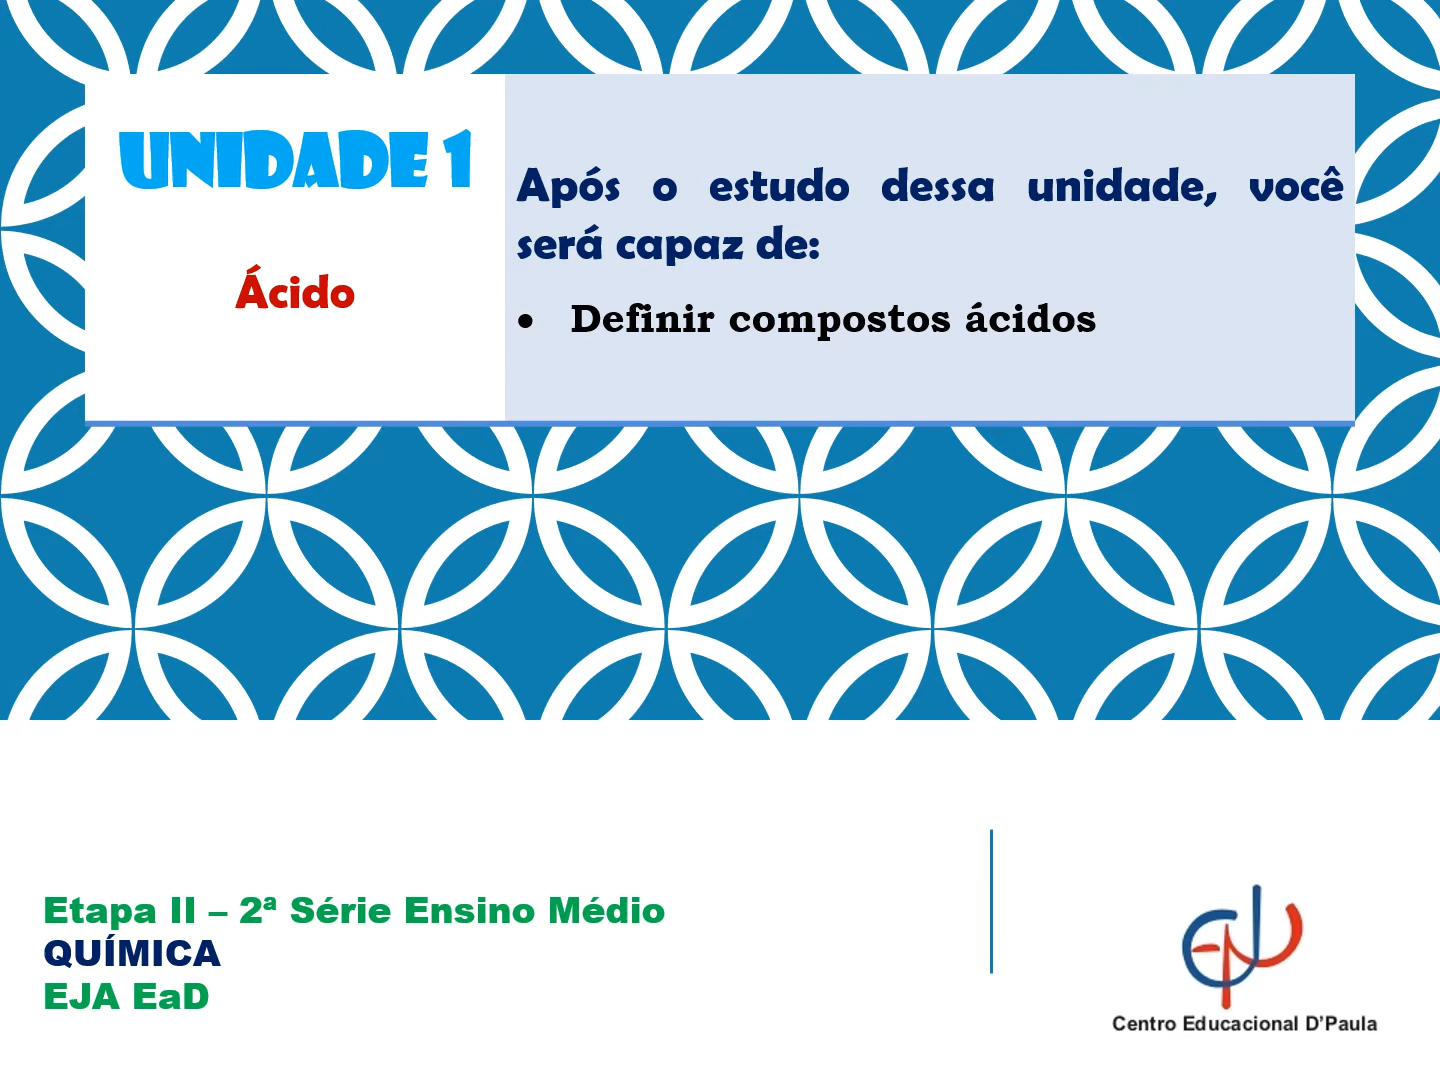 UNIDADE 1
Ácido
Após o estudo dessa unidade, você
será capaz de:
• Definir compostos ácidos
Etapa II – 2ª Série Ensino Médio
QUÍMICA
EJA EaD
Centro Educacional D'Paula